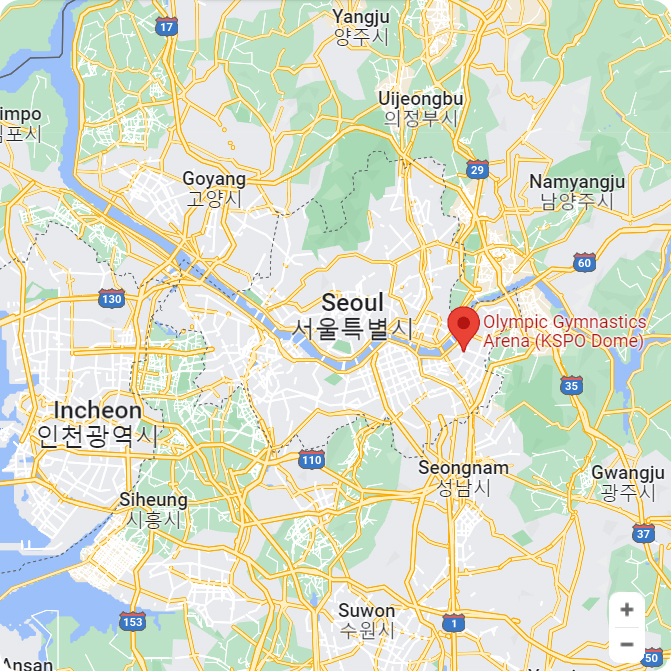 Yangju
양주시
17
impo
김포시
Uijeongbu
의정부시
29
Goyang
고양시
Namyangju
남양주시
60
130
Seoul
서울특별시
Olympic Gymnastics
Arena (KSPO Dome)
35
Incheon
인천광역시
110
Seongnam
성남시
Gwangju
광주시
Siheung
시흥시
37
Suwon
수원시
153
1
50
Ansan